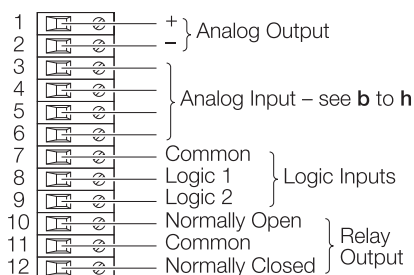 1 + Analog Output
2 –
3
4 Analog Input – see b to h
5
6
7 Common
8 Logic 1 Logic Inputs
9 Logic 2
10 Normally Open
11 Common Relay Output
12 Normally Closed